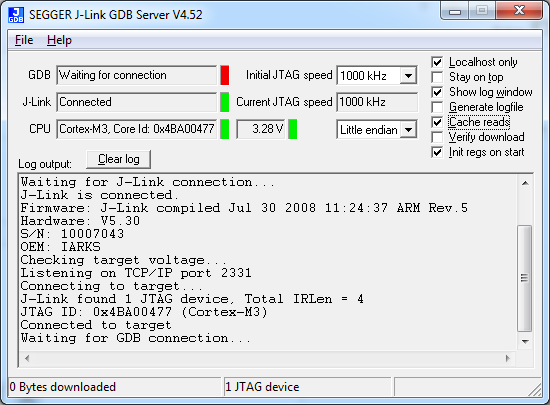 J
GDB
SEGGER J-Link GDB Server V4.52
File Help
GDB Waiting for connection Initial JTAG speed 1000 kHz
J-Link Connected Current JTAG speed 1000 kHz
CPU Cortex-M3, Core Id: 0x4BA00477 3.28 V Little endian
Localhost only
Stay on top
Show log window
Generate logfile
Cache reads
Verify download
Init regs on start
Log output: Clear log
Waiting for J-Link connection...
J-Link is connected.
Firmware: J-Link compiled Jul 30 2008 11:24:37 ARM Rev.5
Hardware: V5.30
S/N: 10007043
OEM: IARKS
Checking target voltage...
Listening on TCP/IP port 2331
Connecting to target...
J-Link found 1 JTAG device, Total IRLen = 4
JTAG ID: 0x4BA00477 (Cortex-M3)
Connected to target
Waiting for GDB connection...
0 Bytes downloaded 1 JTAG device